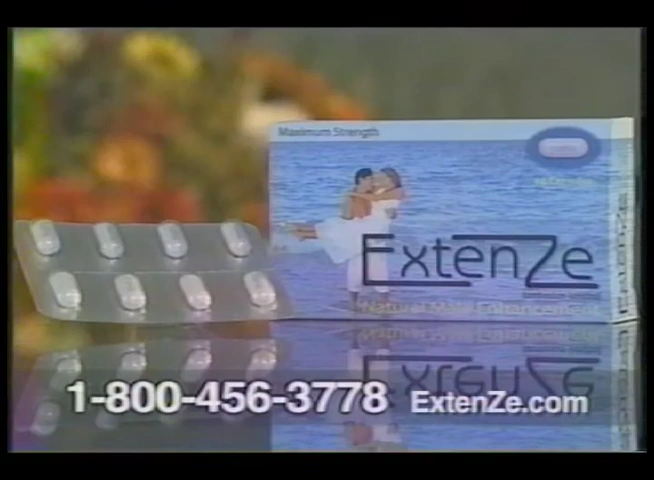 Maximum Strength
ExtenZe
Natural Male Enhancement
1-800-456-3778 ExtenZe.com